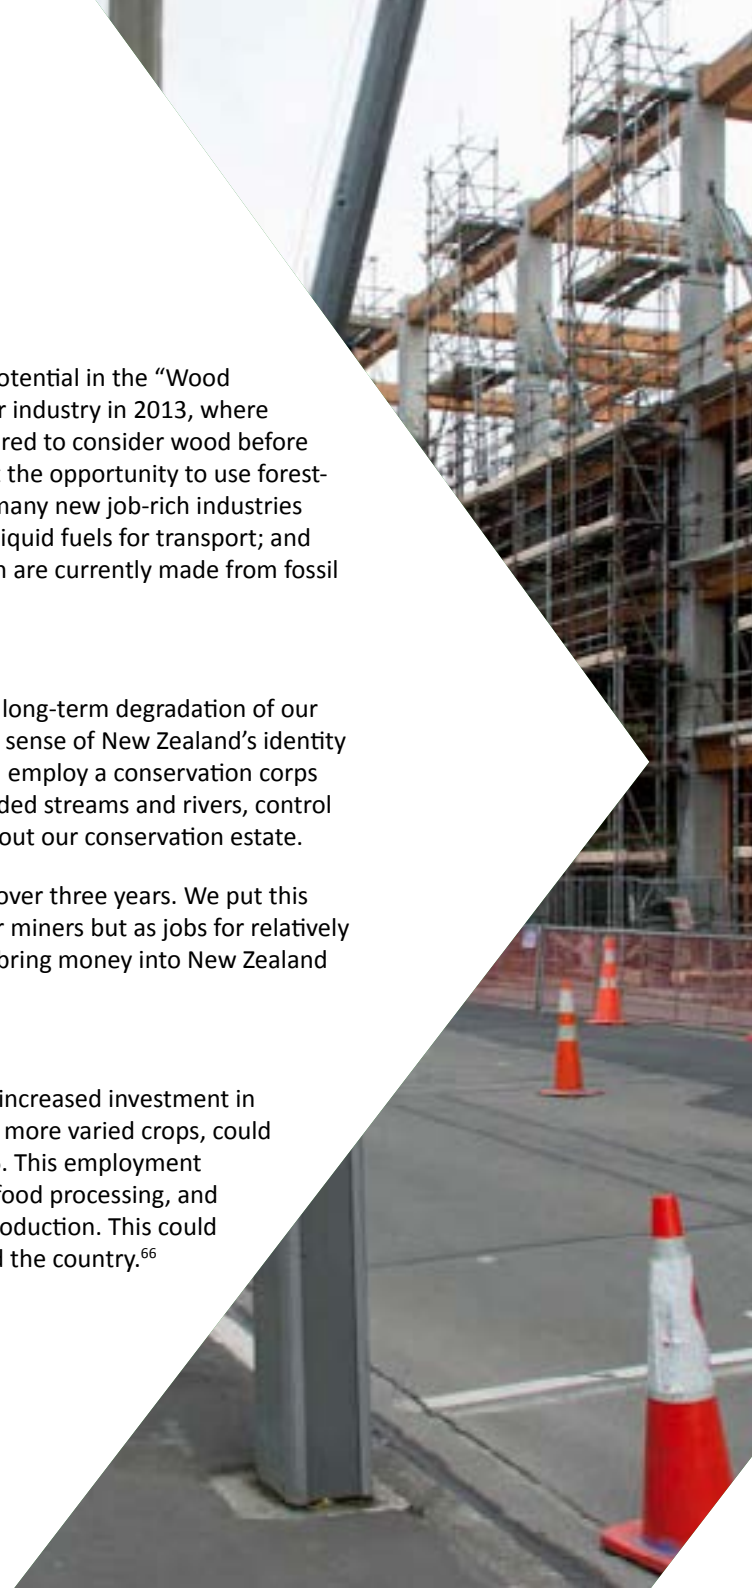 otential in the “Wood
r industry in 2013, where
red to consider wood before
the opportunity to use forest-
many new job-rich industries
iquid fuels for transport; and
are currently made from fossil
long-term degradation of our
sense of New Zealand’s identity
employ a conservation corps
ded streams and rivers, control
out our conservation estate.
over three years. We put this
r miners but as jobs for relatively
bring money into New Zealand
increased investment in
more varied crops, could
. This employment
food processing, and
oduction. This could
the country.66